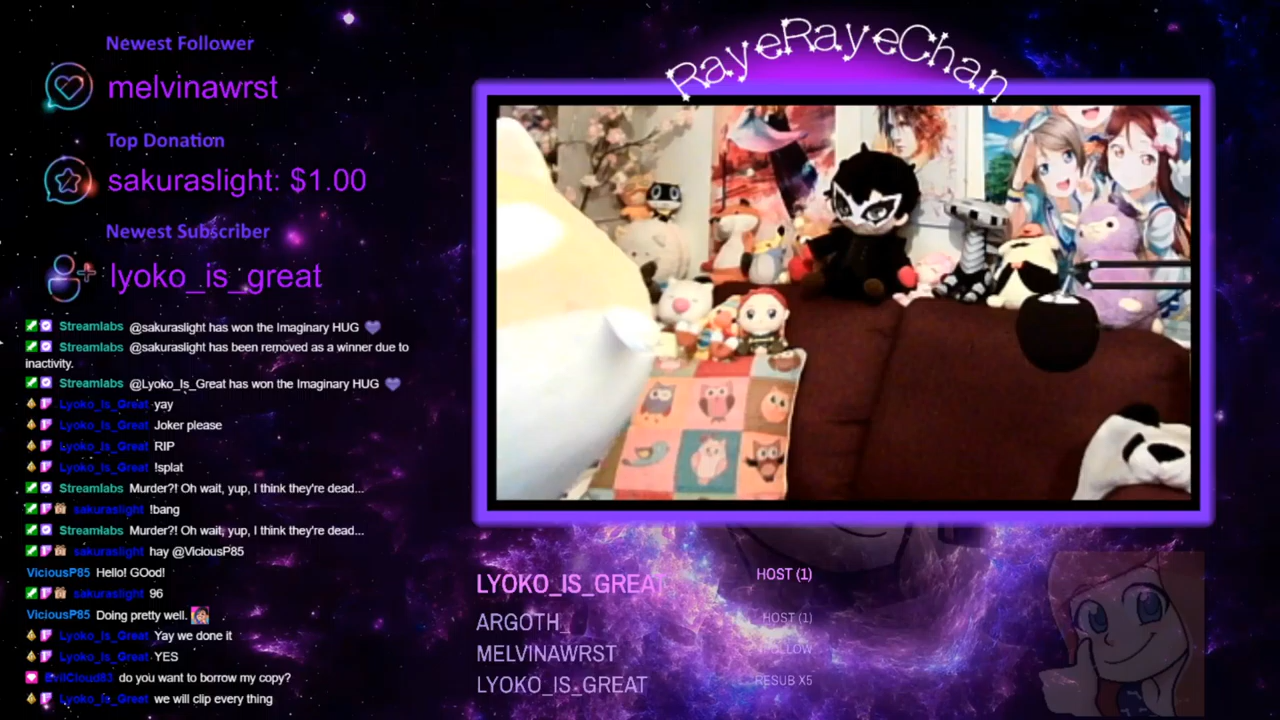 Newest Follower
melvinawrst
Top Donation
sakuraslight: $1.00
Newest Subscriber
lyoko_is_great
RayeRayeChan
Streamlabs @sakuraslight has won the Imaginary HUG
Streamlabs @sakuraslight has been removed as a winner due to
inactivity.
Streamlabs @Lyoko_Is_Great has won the Imaginary HUG
Lyoko_Is_Great yay
Lyoko_Is_Great Joker please
Lyoko_Is_Great RIP
Lyoko_Is_Great !splat
Streamlabs Murder?! Oh wait, yup, I think they're dead...
sakuraslight !bang
Streamlabs Murder?! Oh wait, yup, I think they're dead...
sakuraslight hay @ViciousP85
ViciousP85 Hello! GOod!
sakuraslight 96
ViciousP85 Doing pretty well.
Lyoko_Is_Great Yay we done it
Lyoko_Is_Great YES
EvilCloud83 do you want to borrow my copy?
Lyoko_Is_Great we will clip every thing
LYOKO_IS_GREAT HOST (1)
ARGOTH_ HOST (1)
MELVINAWRST FOLLOW
LYOKO_IS_GREAT RESUB X5